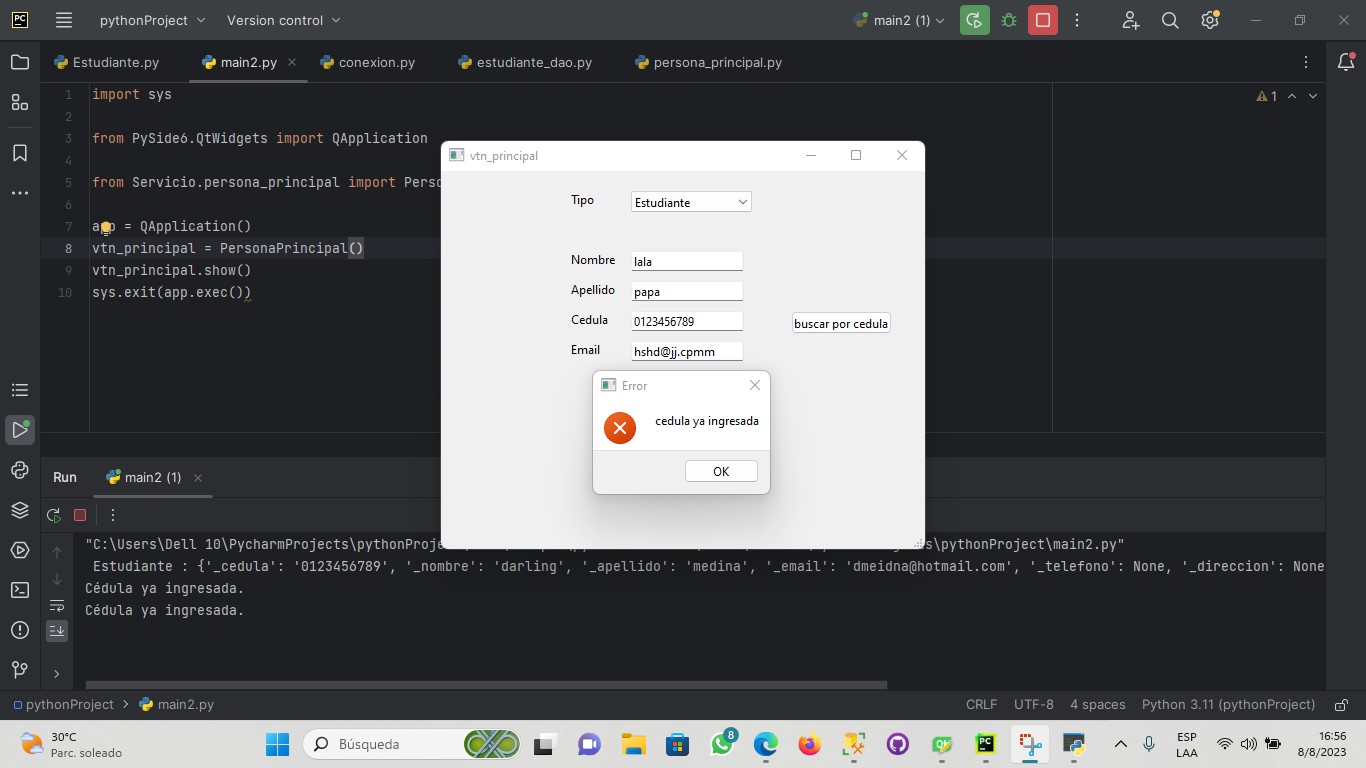 PC pythonProject Version control main2 (1)
Estudiante.py main2.py conexion.py estudiante_dao.py persona_principal.py
1 import sys
1
2
3 from PySide6.QtWidgets import QApplication
4
5 from Servicio.persona_principal import Perso
6
7 app = QApplication()
8 vtn_principal = PersonaPrincipal()
9 vtn_principal.show()
10 sys.exit(app.exec())
vtn_principal
Tipo Estudiante
Nombre lala
Apellido papa
Cedula 0123456789 buscar por cedula
Email hshd@jj.cpmm
Error
cedula ya ingresada
OK
Run main2 (1)
"C:\Users\Dell 10\PycharmProjects\pythonProje s\pythonProject\main2.py"
Estudiante : {'_cedula': '0123456789', '_nombre': 'darling', '_apellido': 'medina', '_email': 'dmeidna@hotmail.com', '_telefono': None, '_direccion': None
Cédula ya ingresada.
Cédula ya ingresada.
pythonProject main2.py CRLF UTF-8 4 spaces Python 3.11 (pythonProject)
30°C
Parc. soleado
Búsqueda
8
PC
ESP
LAA
16:56
8/8/2023